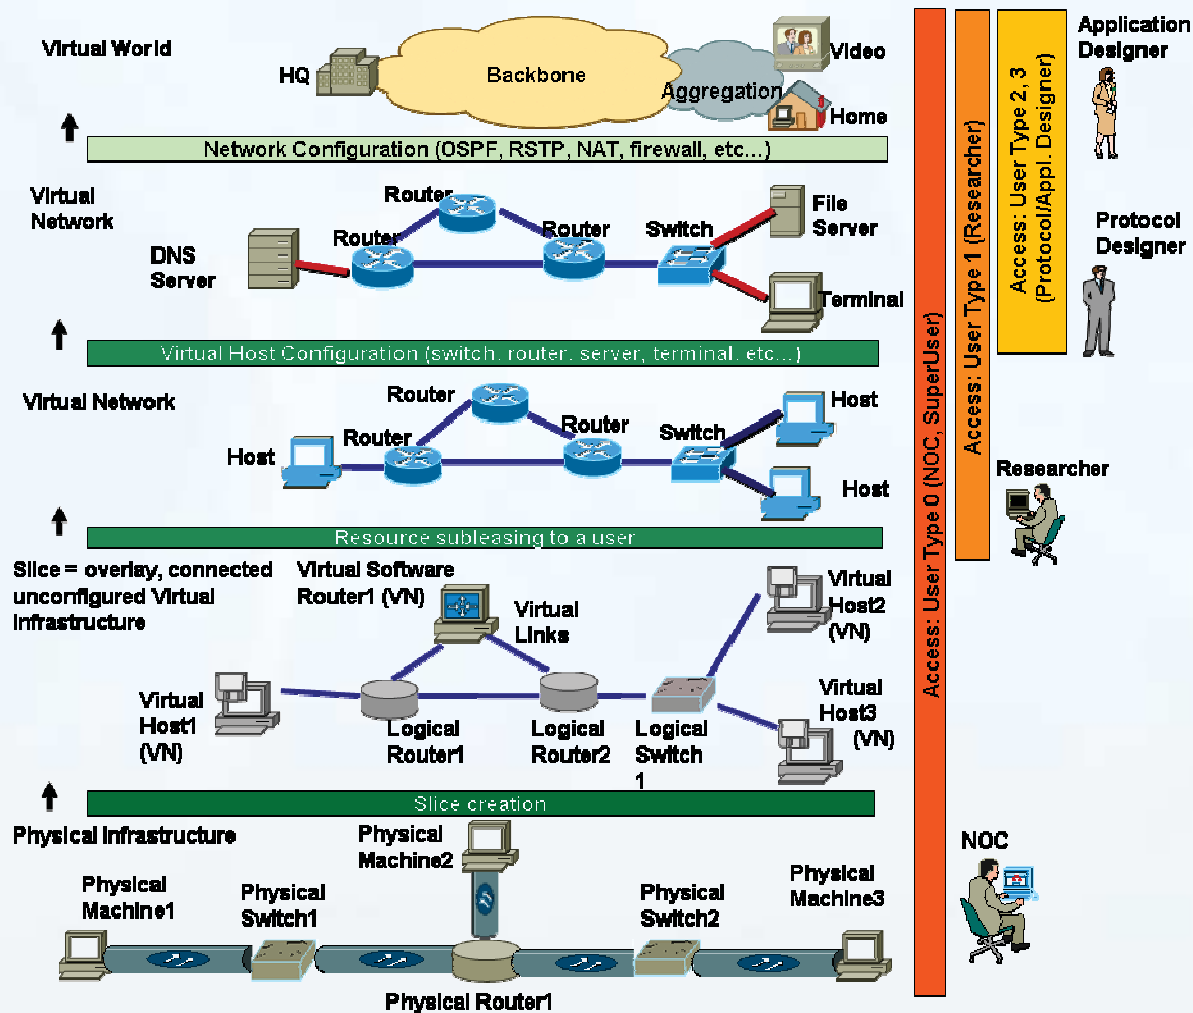 Virtual World
HQ
Backbone
Aggregation
Video
Home
Network Configuration (OSPF, RSTP, NAT, firewall, etc...)
Virtual
Network
DNS
Server
Router
Router
Router
Switch
File
Server
Terminal
Virtual Host Configuration (switch, router, server, terminal, etc...)
Virtual Network
Host
Router
Router
Router
Switch
Host
Host
Resource subleasing to a user
Slice = overlay, connected
unconfigured Virtual
Infrastructure
Virtual Software
Router1 (VN)
Virtual
Links
Virtual
Host2
(VN)
Virtual
Host1
(VN)
Logical
Router1
Logical
Router2
Logical
Switch
1
Virtual
Host3
(VN)
Slice creation
Physical Infrastructure
Physical
Machine2
Physical
Machine1
Physical
Switch1
Physical
Switch2
Physical
Machine3
Physical Router1
Access: User Type 0 (NOC, SuperUser)
Access: User Type 1 (Researcher)
Access: User Type 2, 3
(Protocol/Appl. Designer)
Application
Designer
Protocol
Designer
Researcher
NOC